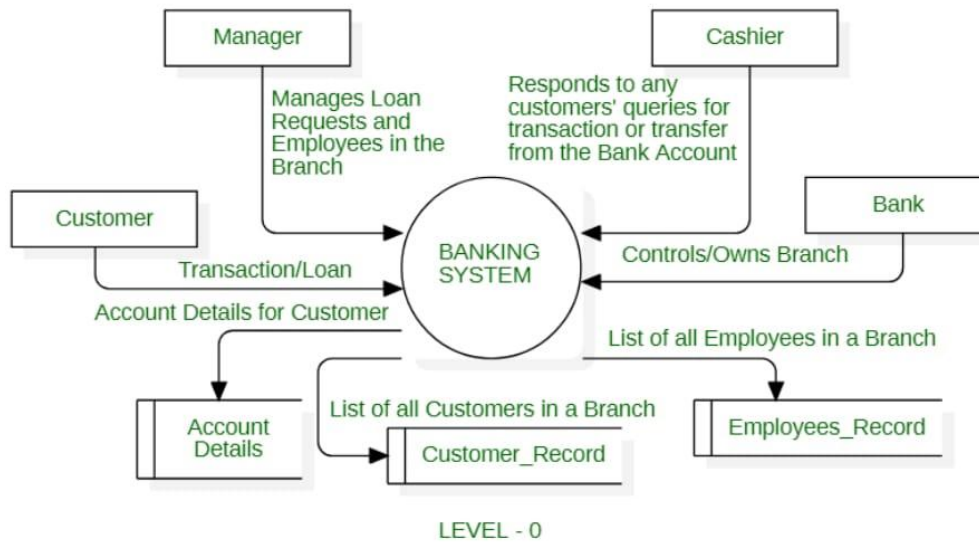 Manager
Cashier
Manages Loan
Requests and
Employees in the
Branch
Responds to any
customers' queries for
transaction or transfer
from the Bank Account
Customer
Bank
BANKING
SYSTEM
Transaction/Loan
Controls/Owns Branch
Account Details for Customer
List of all Employees in a Branch
List of all Customers in a Branch
Account
Details
Customer_Record
Employees_Record
LEVEL - 0